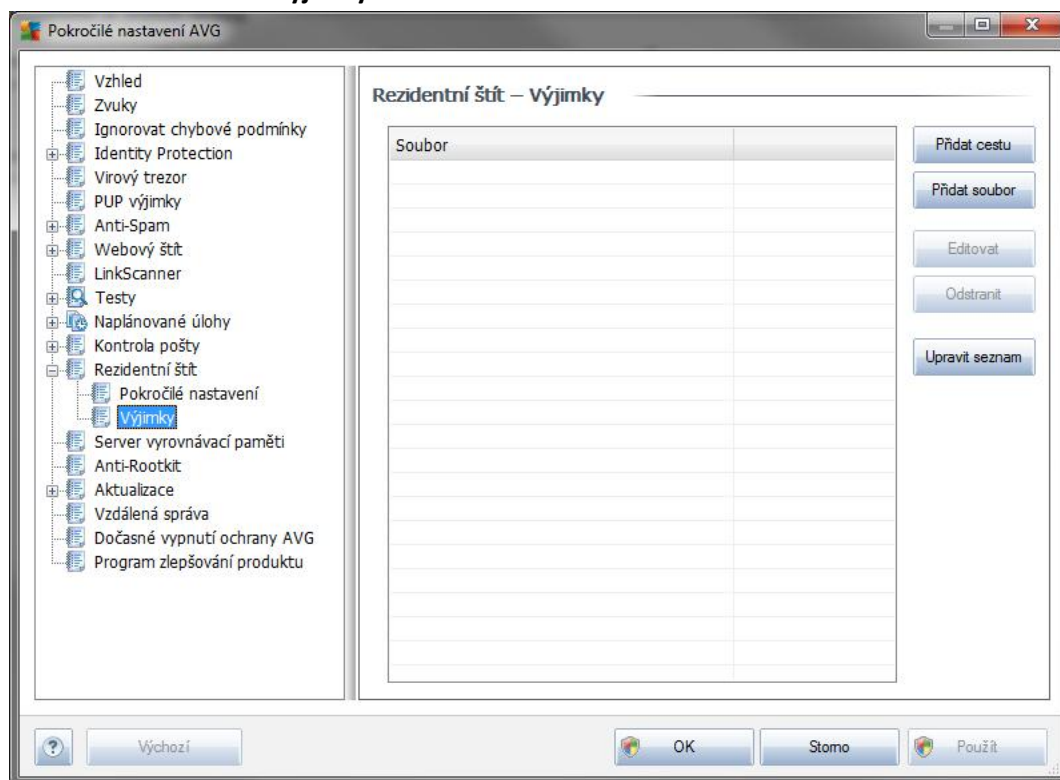 Pokročilé nastavení AVG
Vzhled
Zvuky
Ignorovat chybové podmínky
Identity Protection
Virový trezor
PUP výjimky
Anti-Spam
Webový štít
LinkScanner
Testy
Naplánované úlohy
Kontrola pošty
Rezidentní štít
Pokročilé nastavení
Výjimky
Server vyrovnávací paměti
Anti-Rootkit
Aktualizace
Vzdálená správa
Dočasné vypnutí ochrany AVG
Program zlepšování produktu
Rezidentní štít – Výjimky
Soubor
Přidat cestu
Přidat soubor
Editovat
Odstranit
Upravit seznam
? Výchozí OK Storno Použít